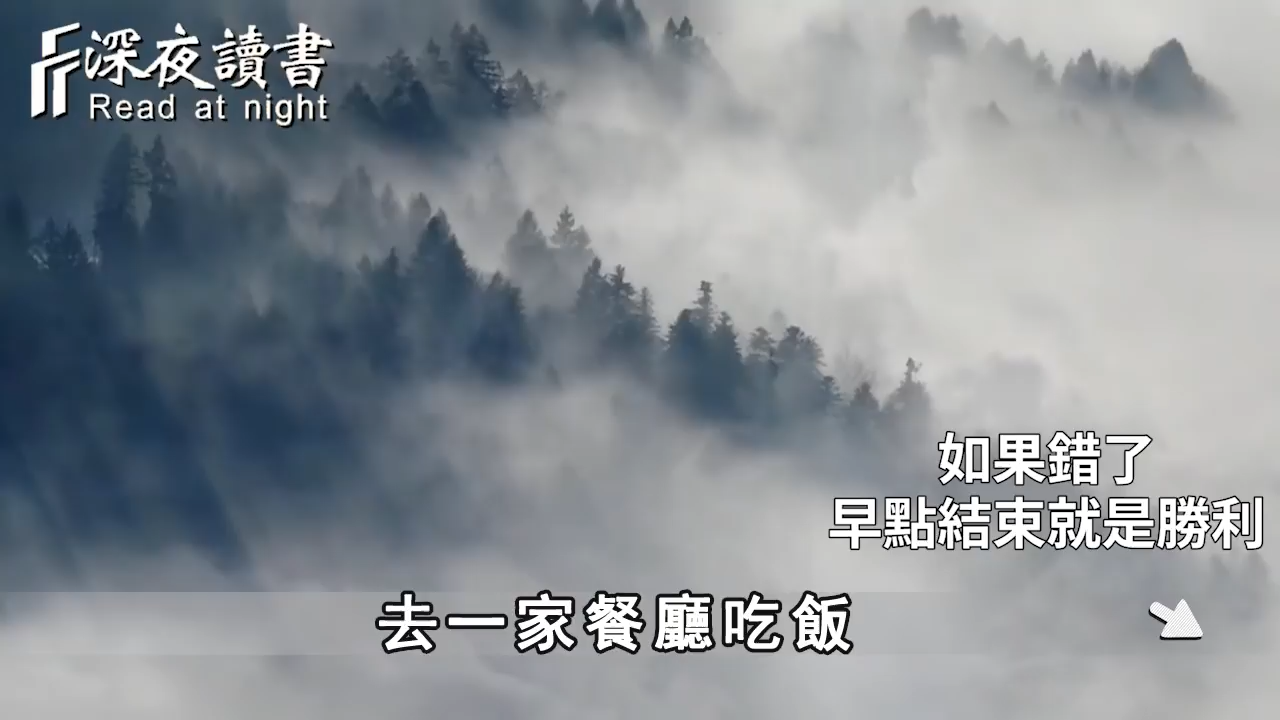 深夜讀書
Read at night
如果錯了
早點結束就是勝利
去一家餐廳吃飯